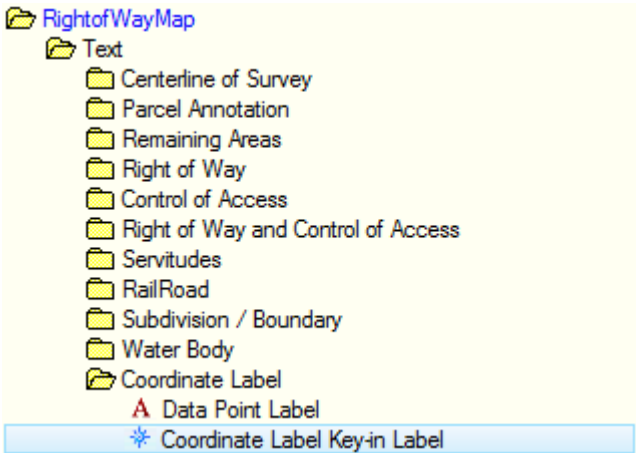 RightofWayMap
Text
Centerline of Survey
Parcel Annotation
Remaining Areas
Right of Way
Control of Access
Right of Way and Control of Access
Servitudes
RailRoad
Subdivision / Boundary
Water Body
Coordinate Label
A Data Point Label
Coordinate Label Key-in Label